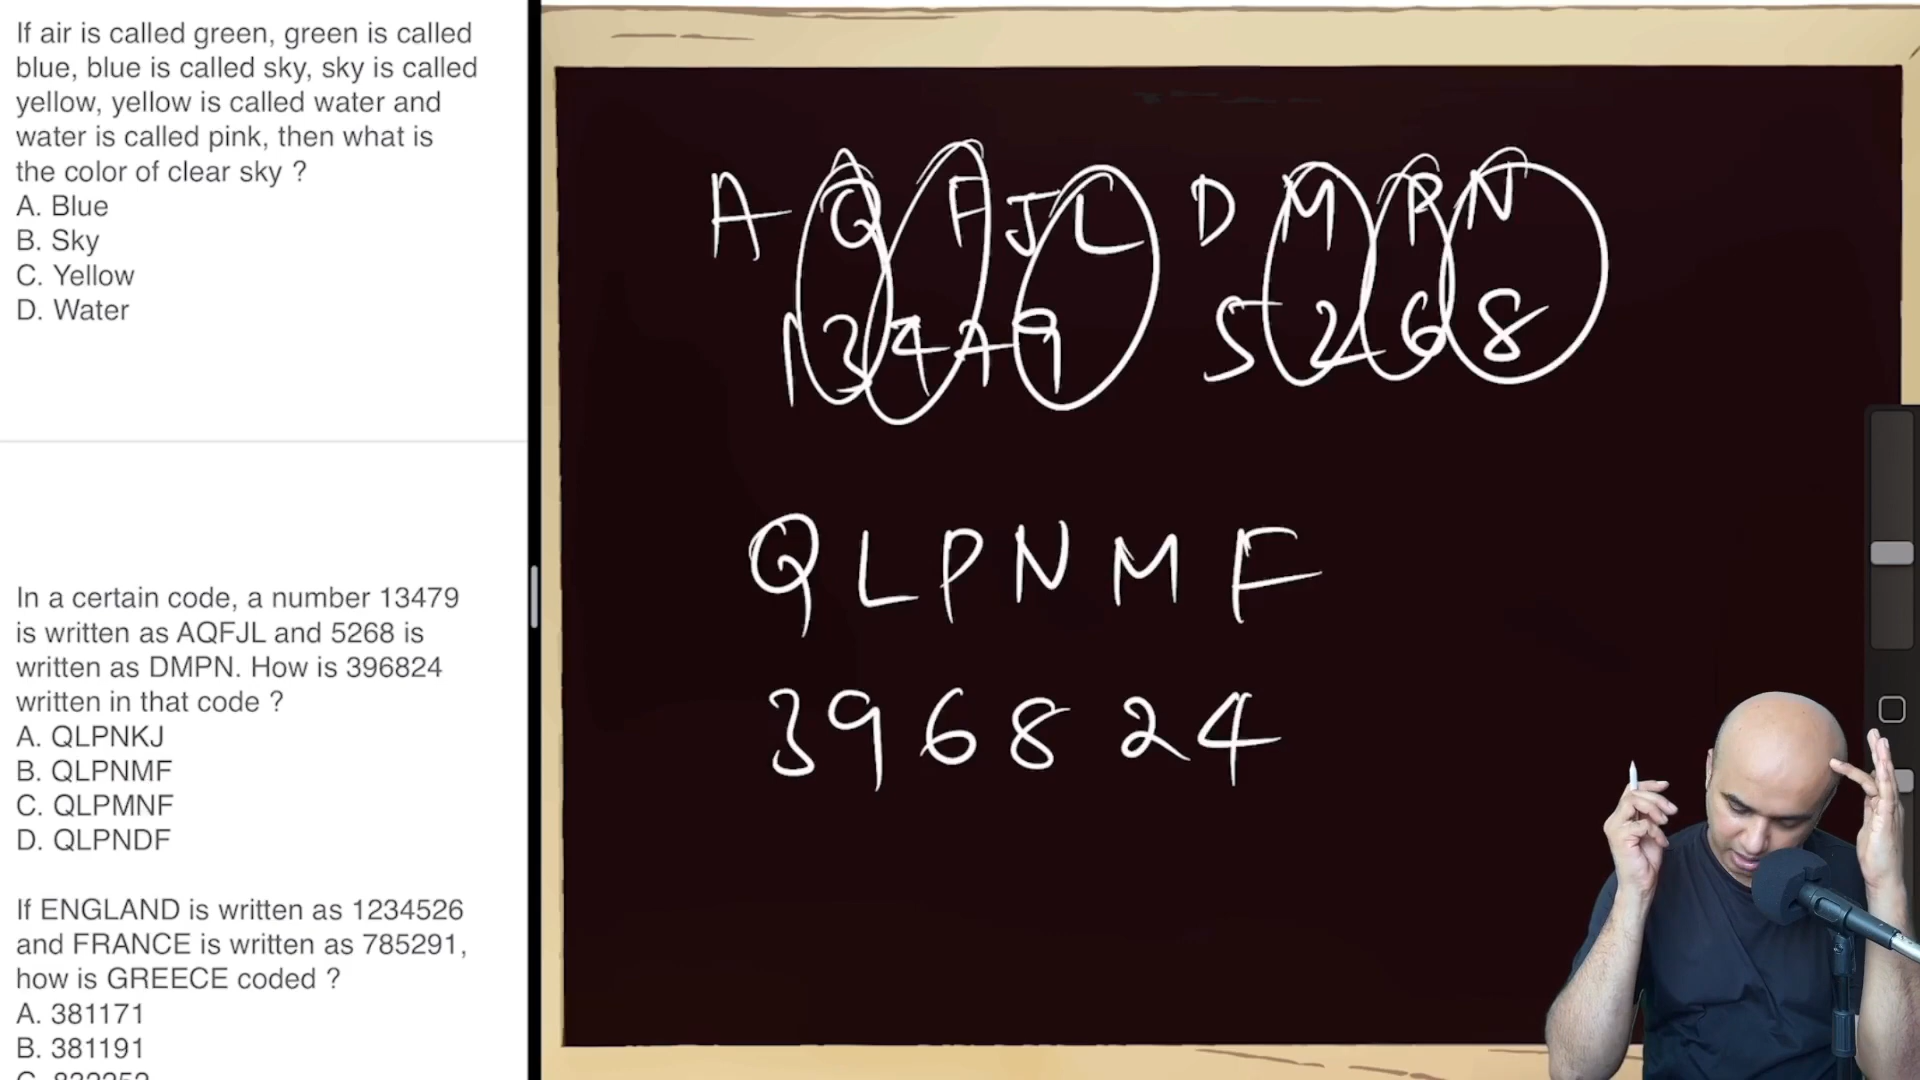 If air is called green, green is called
blue, blue is called sky, sky is called
yellow, yellow is called water and
water is called pink, then what is
the color of clear sky ?
A. Blue
B. Sky
C. Yellow
D. Water
In a certain code, a number 13479
is written as AQFJL and 5268 is
written as DMPN. How is 396824
written in that code ?
A. QLPNKJ
B. QLPNMF
C. QLPMNF
D. QLPNDF
If ENGLAND is written as 1234526
and FRANCE is written as 785291,
how is GREECE coded ?
A. 381171
B. 381191
C. 832252
A Q F J L D M P N
1 3 4 7 9 5 2 6 8
Q L P N M F
3 9 6 8 2 4